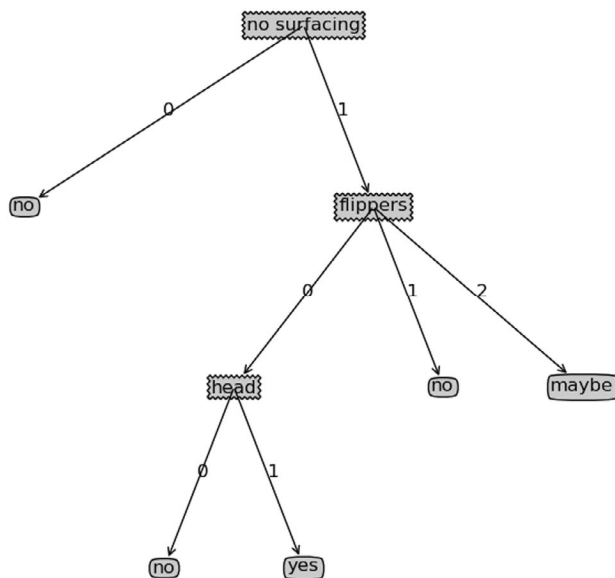 no surfacing
0
1
no
flippers
0
1
2
head
no
maybe
0
1
no
yes